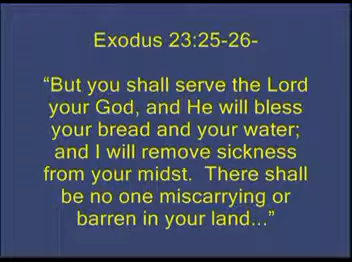 Exodus 23:25-26-
“But you shall serve the Lord
your God, and He will bless
your bread and your water;
and I will remove sickness
from your midst.  There shall
be no one miscarrying or
barren in your land...”